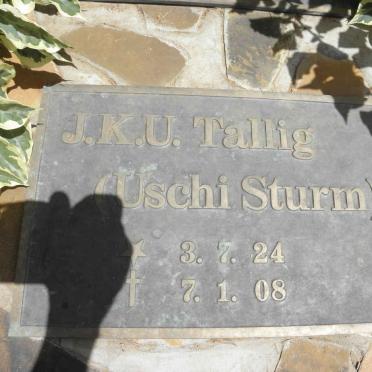 J.K.U. Tallig
(Uschi Sturm)
* 3. 7. 24
† 7. 1. 08